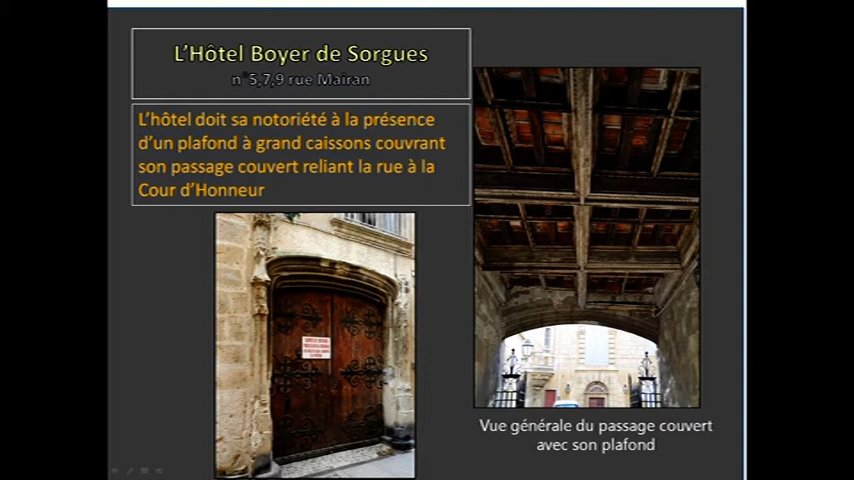 L'Hôtel Boyer de Sorgues
n°5,7,9 rue Mairan
L'hôtel doit sa notoriété à la présence
d'un plafond à grand caissons couvrant
son passage couvert reliant la rue à la
Cour d'Honneur
Vue générale du passage couvert
avec son plafond